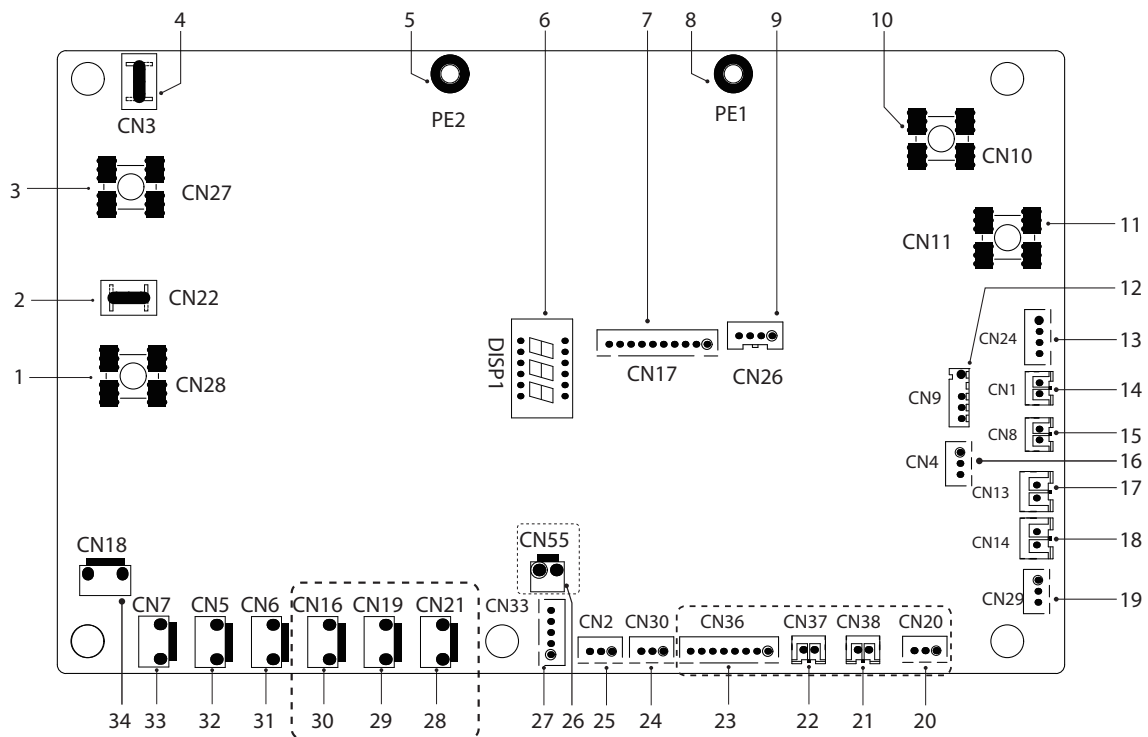 4 5 6 7 8 9 10
CN3
PE2
PE1
CN10
3
CN27
CN11
11
2
CN22
12
DISP1
CN17
CN26
CN24
13
1
CN28
CN9
CN1
14
CN8
15
CN4
16
CN13
17
CN14
18
CN18
CN55
CN29
19
CN7 CN5 CN6 CN16 CN19 CN21 CN33 CN2 CN30 CN36 CN37 CN38 CN20
34 33 32 31 30 29 28 27 26 25 24 23 22 21 20